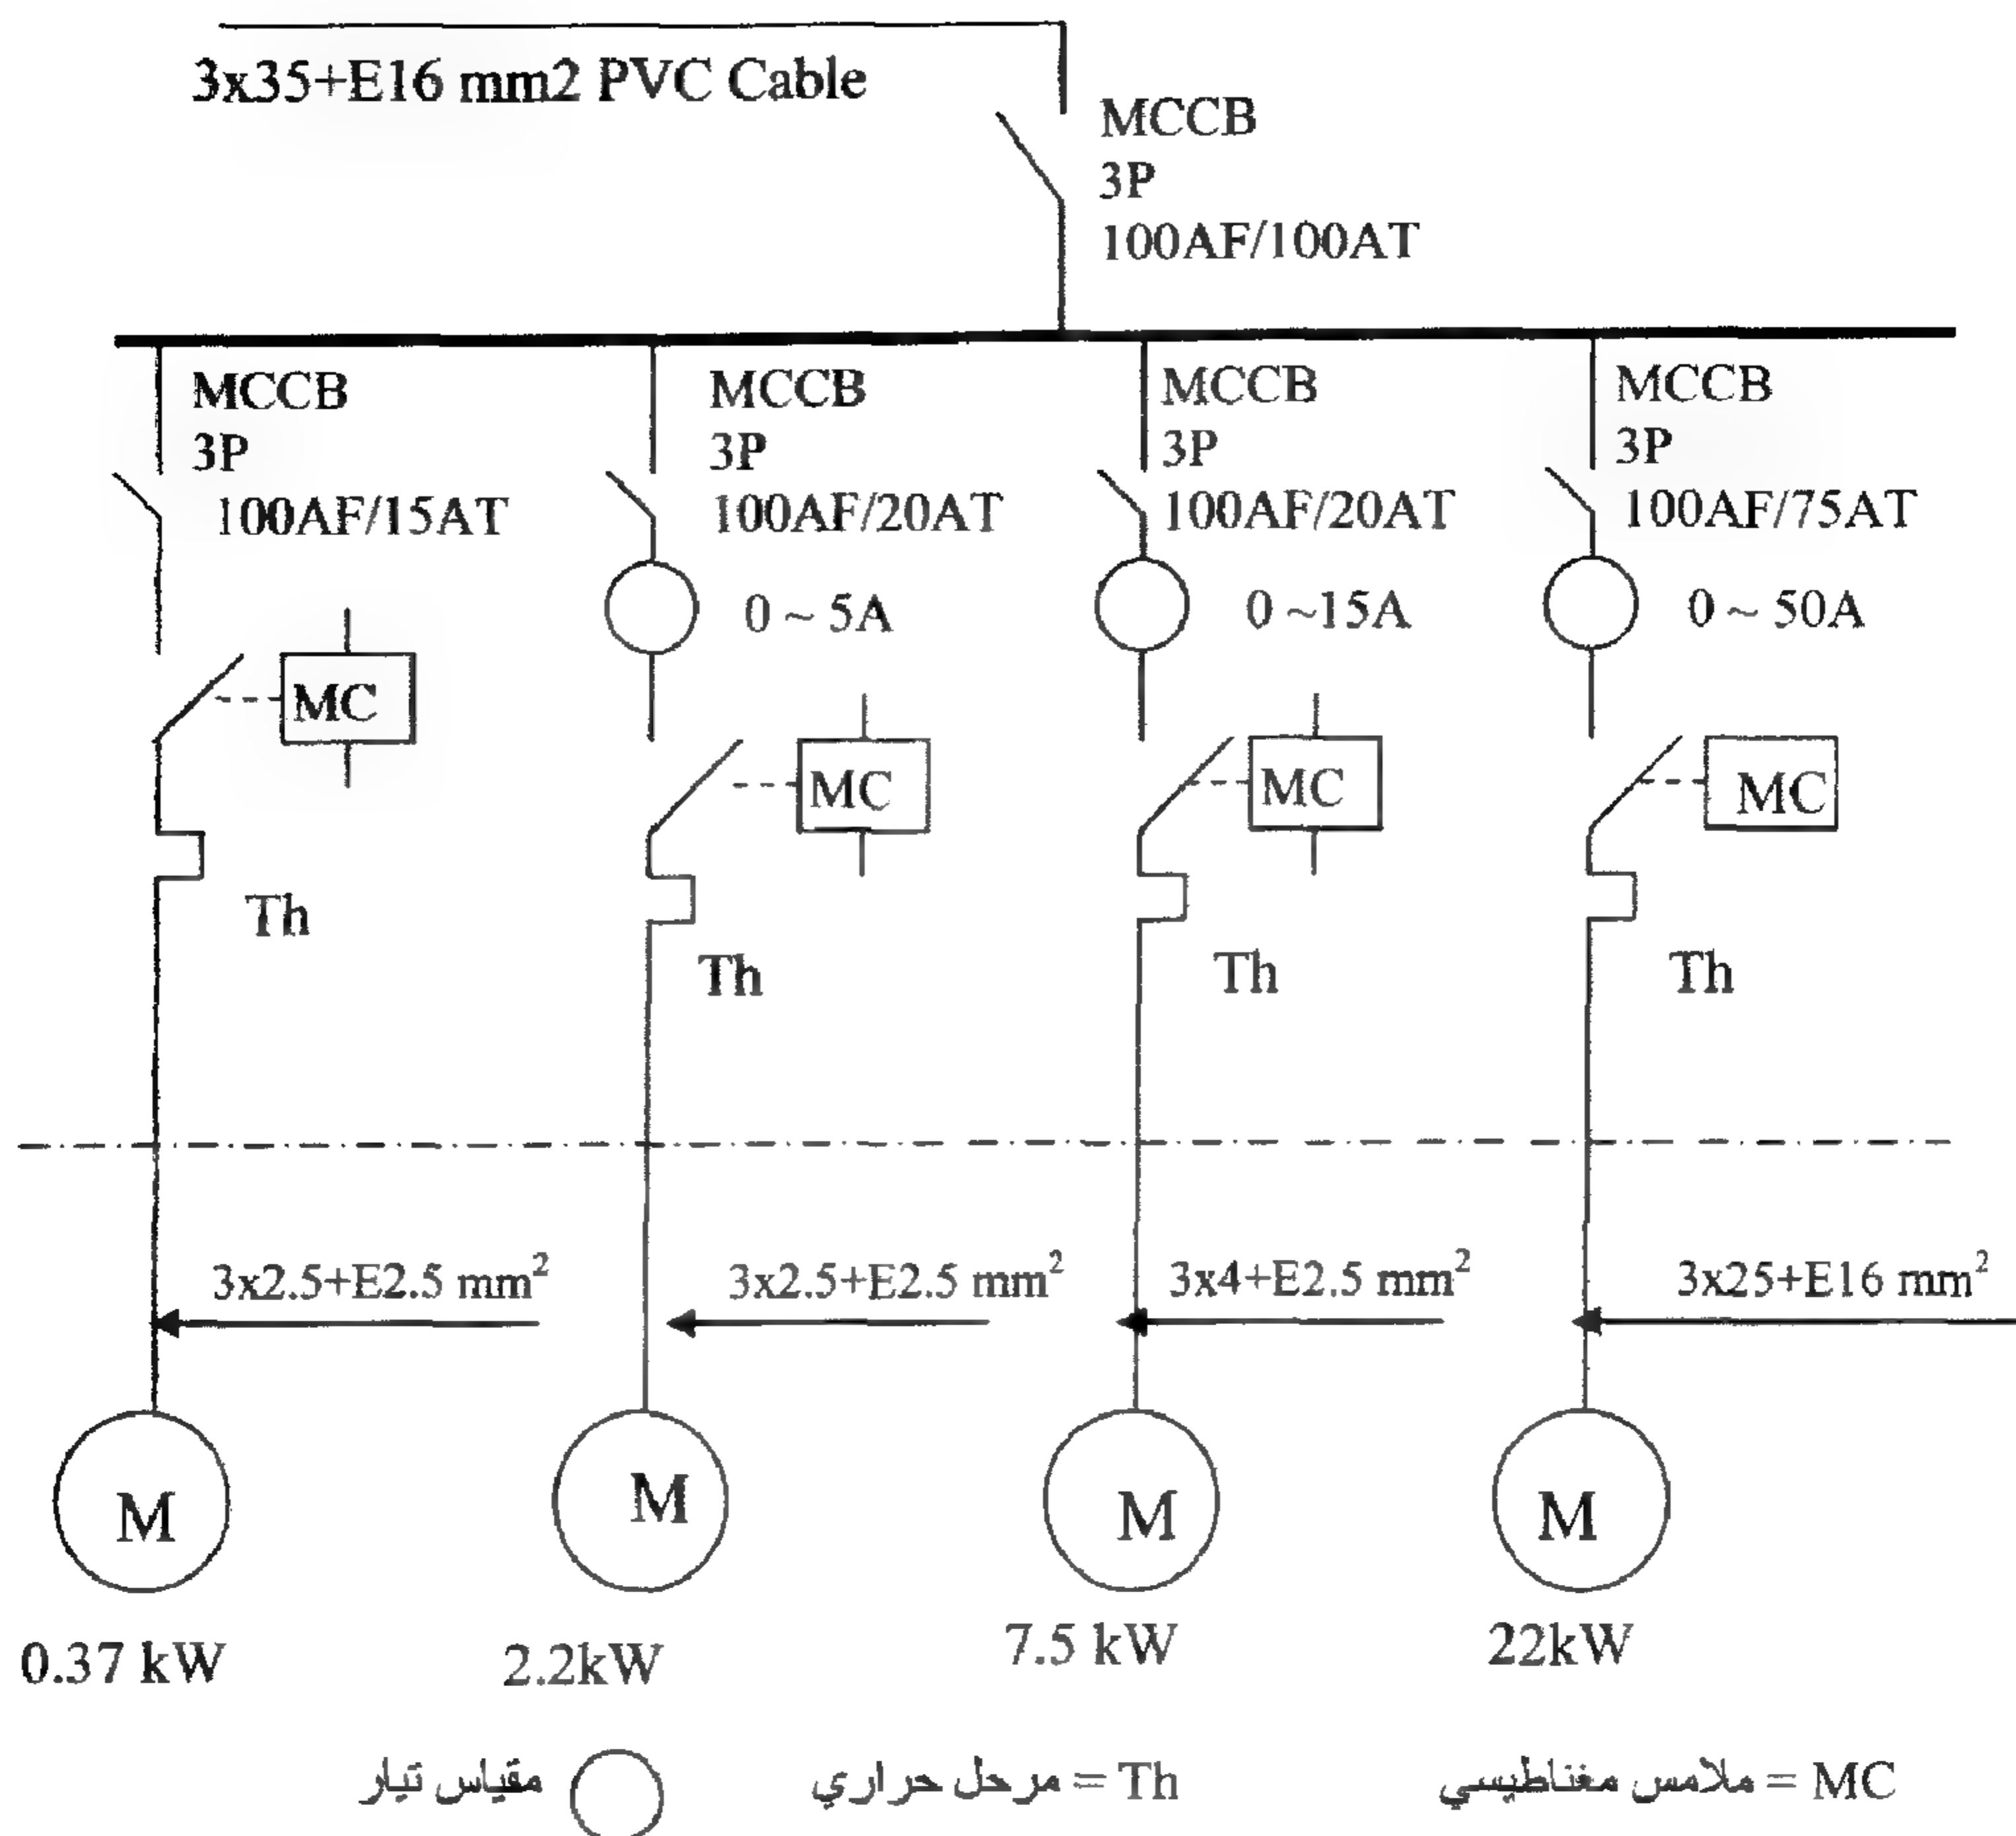 3x35+E16 mm2 PVC Cable
MCCB
3P
100AF/100AT
MCCB
3P
100AF/15AT
MCCB
3P
100AF/20AT
MCCB
3P
100AF/20AT
MCCB
3P
100AF/75AT
0 ~ 5A
0 ~15A
0 ~ 50A
MC
MC
MC
MC
Th
Th
Th
Th
3x2.5+E2.5 mm²
3x2.5+E2.5 mm²
3x4+E2.5 mm²
3x25+E16 mm²
M
M
M
M
0.37 kW
2.2kW
7.5 kW
22kW
MC = ملامس مغناطيسي
Th = مرحل حراري
مقياس تيار